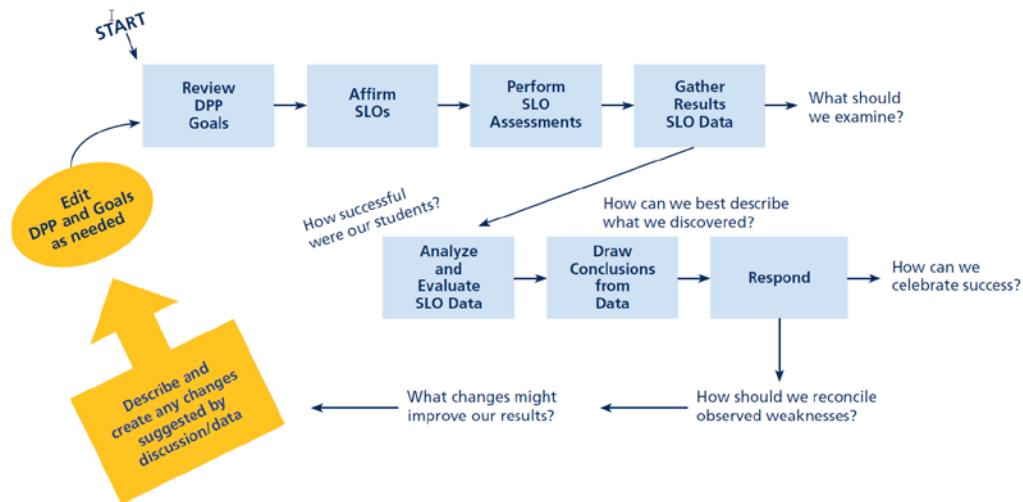 START
Review
DPP
Goals
Affirm
SLOs
Perform
SLO
Assessments
Gather
Results
SLO Data
What should
we examine?
Edit
DPP and Goals
as needed
How successful
were our students?
How can we best describe
what we discovered?
Analyze
and
Evaluate
SLO Data
Draw
Conclusions
from
Data
Respond
How can we
celebrate success?
How should we reconcile
observed weaknesses?
What changes might
improve our results?
Describe and
create any changes
suggested by
discussion/data